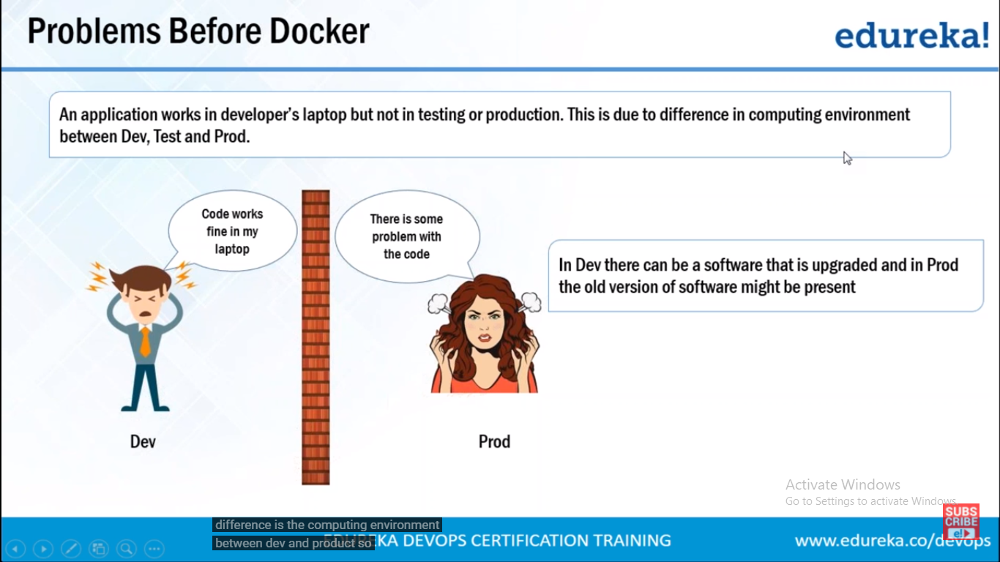 Problems Before Docker
edureka!
An application works in developer's laptop but not in testing or production. This is due to difference in computing environment
between Dev, Test and Prod.
Code works
fine in my
laptop
There is some
problem with
the code
In Dev there can be a software that is upgraded and in Prod
the old version of software might be present
Dev
Prod
Activate Windows
Go to Settings to activate Windows.
SUBS
CRIBE
e!
difference is the computing environment
between dev and product so
EKA DEVOPS CERTIFICATION TRAINING
www.edureka.co/devops